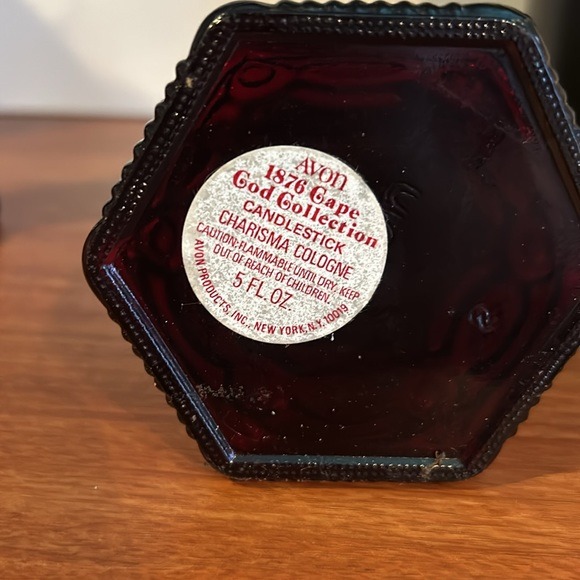 AVON
1876 Cape
Cod Collection
CANDLESTICK
CHARISMA COLOGNE
CAUTION: FLAMMABLE UNTIL DRY. KEEP
OUT OF REACH OF CHILDREN.
5 FL. OZ.
AVON PRODUCTS, INC., NEW YORK, N.Y. 10019